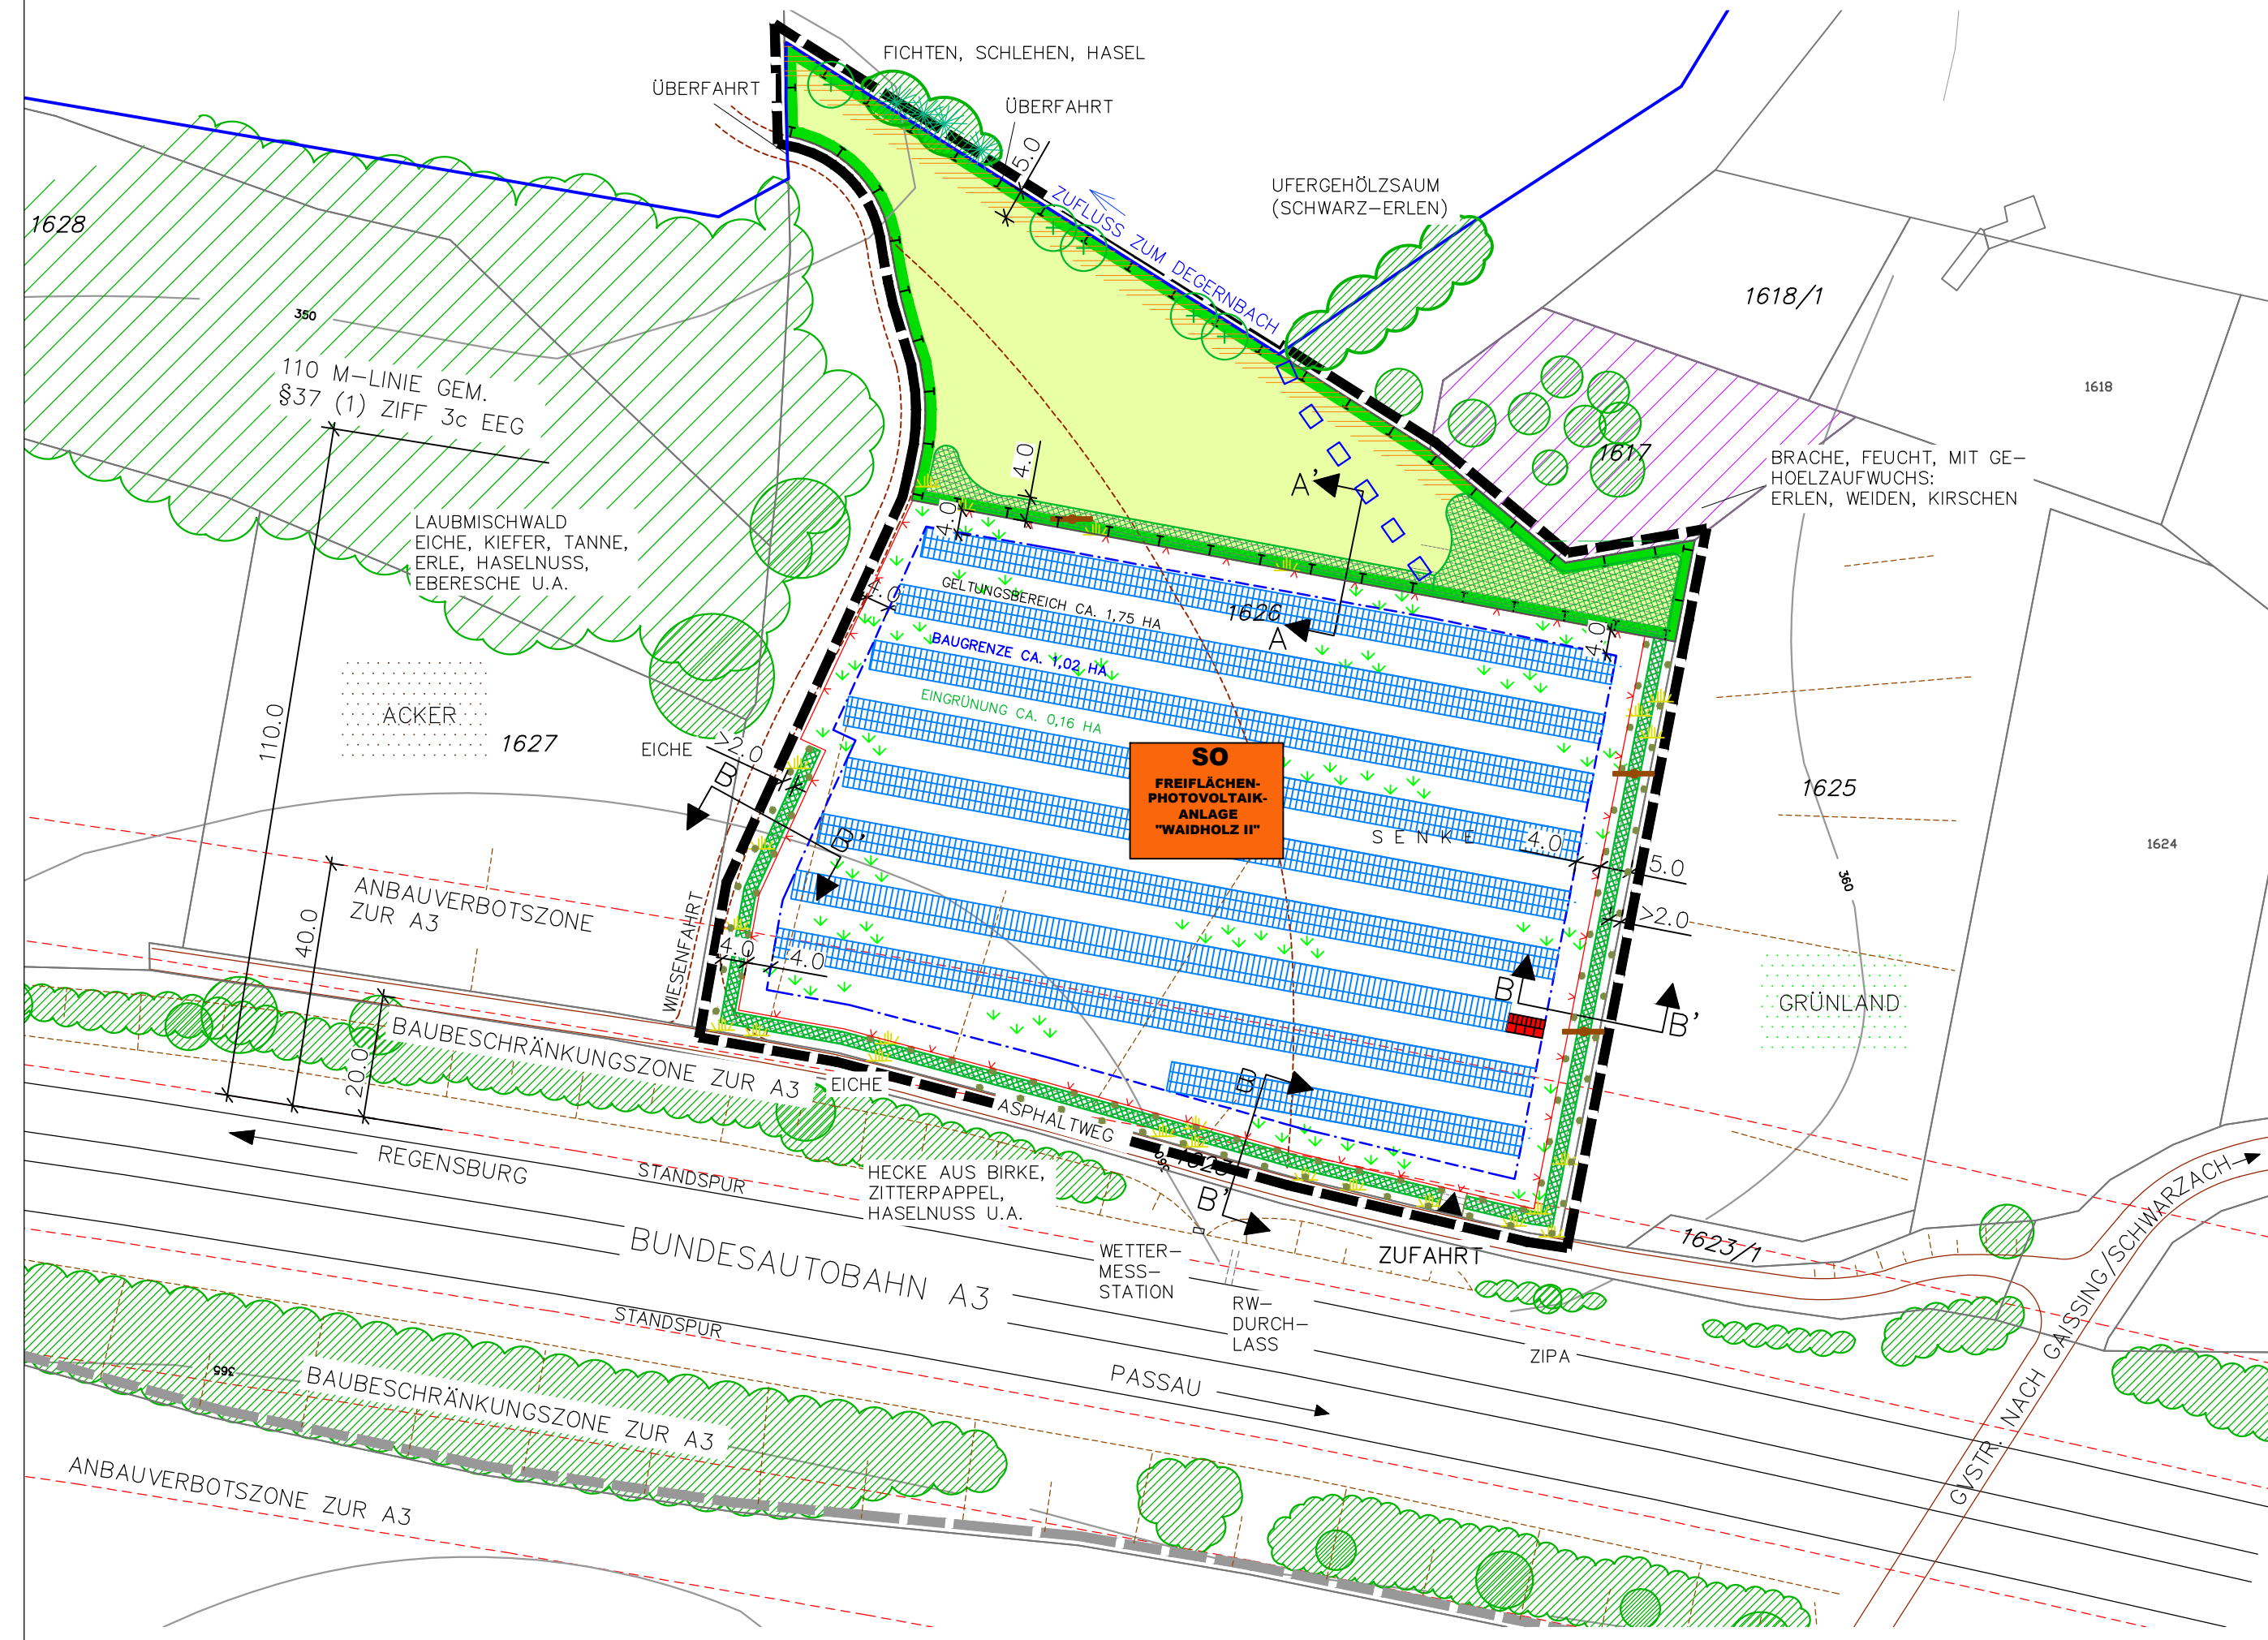 FICHTEN, SCHLEHEN, HASEL
ÜBERFAHRT
ÜBERFAHRT
5.0
ZUFLUSS ZUM DEGERNBACH
UFERGEHÖLZSAUM
(SCHWARZ-ERLEN)
1628
350
110 M-LINIE GEM.
§37 (1) ZIFF 3c EEG
1618/1
1618
1617
BRACHE, FEUCHT, MIT GE-
HOELZAUFWUCHS:
ERLEN, WEIDEN, KIRSCHEN
LAUBMISCHWALD
EICHE, KIEFER, TANNE,
ERLE, HASELNUSS,
EBERESCHE U.A.
4.0
4.0
A'
A
4.0
4.0
GELTUNGSBEREICH CA. 1,75 HA
1626
BAUGRENZE CA. 1,02 HA
EINGRÜNUNG CA. 0,16 HA
ACKER
1627
110.0
EICHE
>2.0
B
B'
SO
FREIFLÄCHEN-
PHOTOVOLTAIK-
ANLAGE
"WAIDHOLZ II"
SENKE
4.0
5.0
>2.0
1625
360
1624
GRÜNLAND
40.0
ANBAUVERBOTSZONE
ZUR A3
WIESENFAHRT
4.0
4.0
B
B'
20.0
BAUBESCHRÄNKUNGSZONE ZUR A3
EICHE
ASPHALTWEG
B
B'
REGENSBURG
STANDSPUR
HECKE AUS BIRKE,
ZITTERPAPPEL,
HASELNUSS U.A.
BUNDESAUTOBAHN A3
WETTER-
MESS-
STATION
RW-
DURCH-
LASS
ZUFAHRT
1623/1
GVSTR. NACH GAISSING/SCHWARZACH
STANDSPUR
ZIPA
PASSAU
365
BAUBESCHRÄNKUNGSZONE ZUR A3
ANBAUVERBOTSZONE ZUR A3